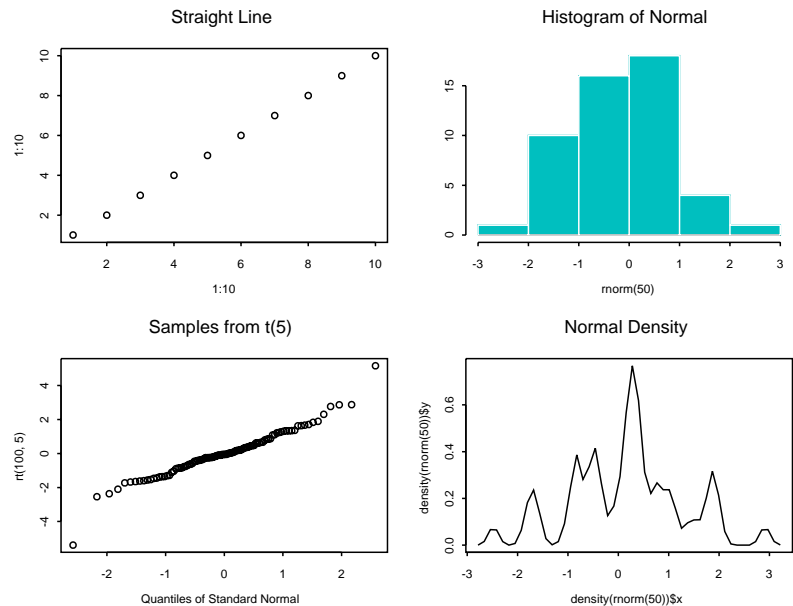 Straight Line
1:10
10
8
6
4
2
2 4 6 8 10
1:10
Histogram of Normal
15
10
5
0
-3 -2 -1 0 1 2 3
rnorm(50)
Samples from t(5)
rt(100, 5)
4
2
0
-2
-4
-2 -1 0 1 2
Quantiles of Standard Normal
Normal Density
density(rnorm(50))$y
0.6
0.4
0.2
0.0
-3 -2 -1 0 1 2 3
density(rnorm(50))$x